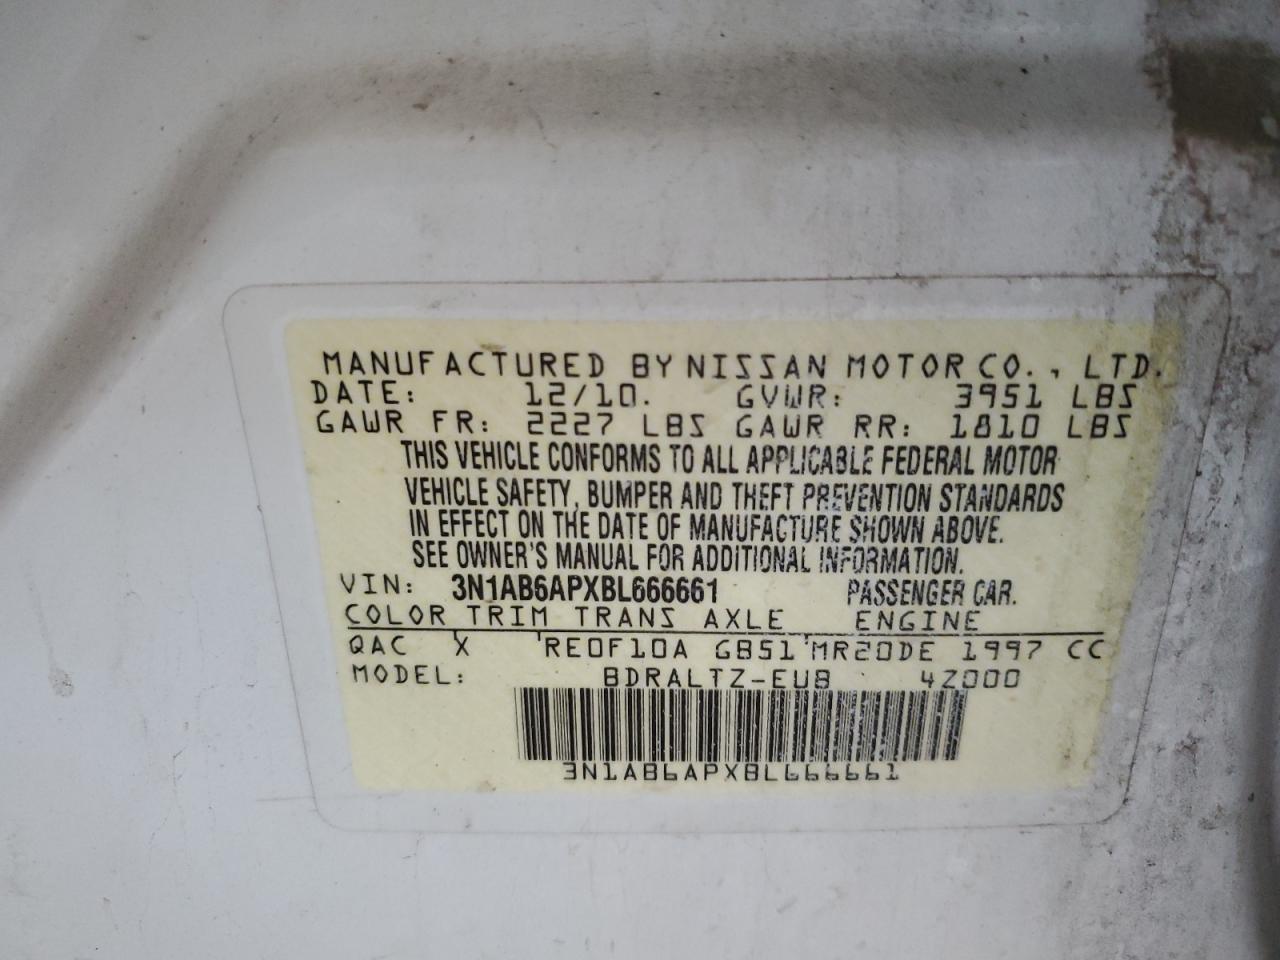 MANUFACTURED BY NISSAN MOTOR CO., LTD.
DATE: 12/10. GVWR: 3951 LBS
GAWR FR: 2227 LBS GAWR RR: 1810 LBS
THIS VEHICLE CONFORMS TO ALL APPLICABLE FEDERAL MOTOR
VEHICLE SAFETY, BUMPER AND THEFT PREVENTION STANDARDS
IN EFFECT ON THE DATE OF MANUFACTURE SHOWN ABOVE.
SEE OWNER'S MANUAL FOR ADDITIONAL INFORMATION.
VIN: 3N1AB6APXBL666661 PASSENGER CAR.
COLOR TRIM TRANS AXLE ENGINE
QAC X RE0F10A GB51 MR20DE 1997 CC
MODEL: BDRALTZ-EUB 4Z000
3N1AB6APXBL666661